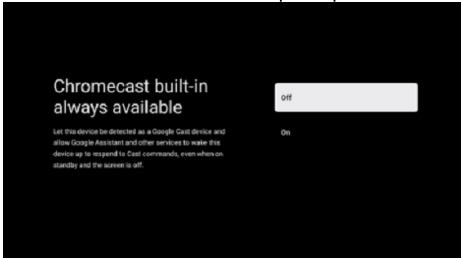 Chromecast built-in
always available
Let this device be detected as a Google Cast device and
allow Google Assistant and other services to wake this
device up to respond to Cast commands, even when on
standby and the screen is off.
Off
On